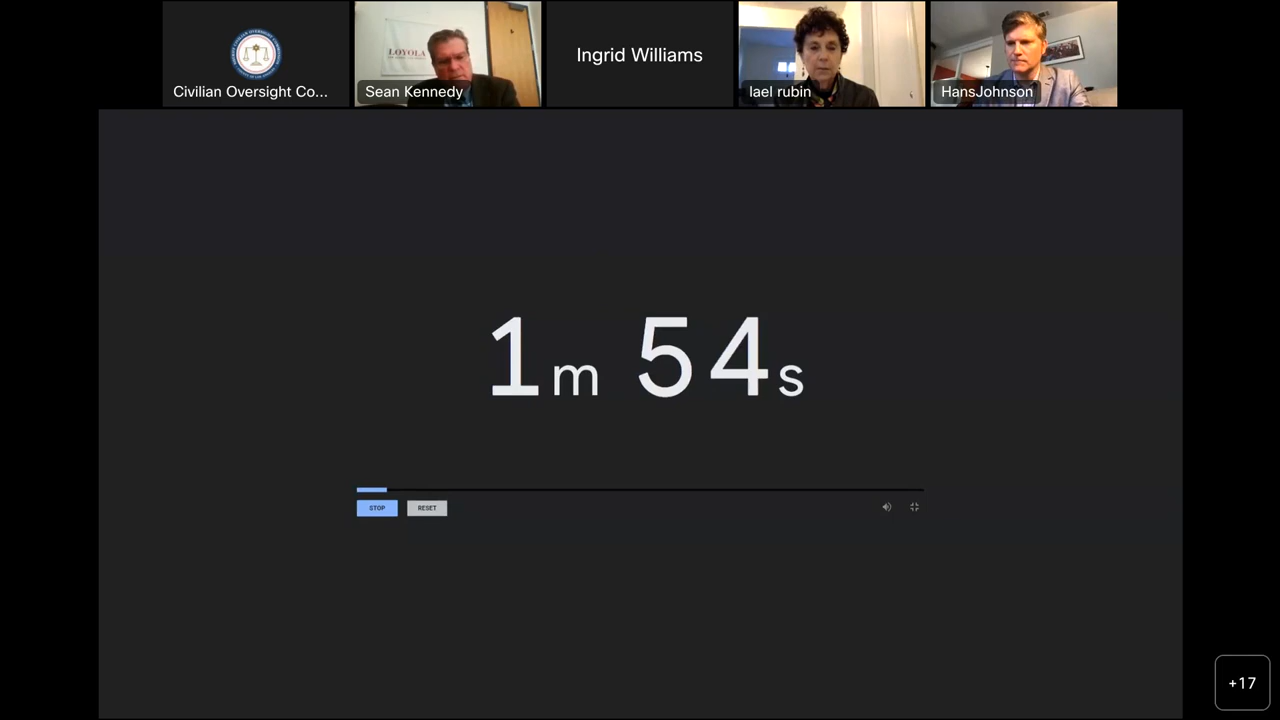 Civilian Oversight Co...
LOYOLA
Sean Kennedy
Ingrid Williams
lael rubin
HansJohnson
1m 54s
STOP
RESET
+17